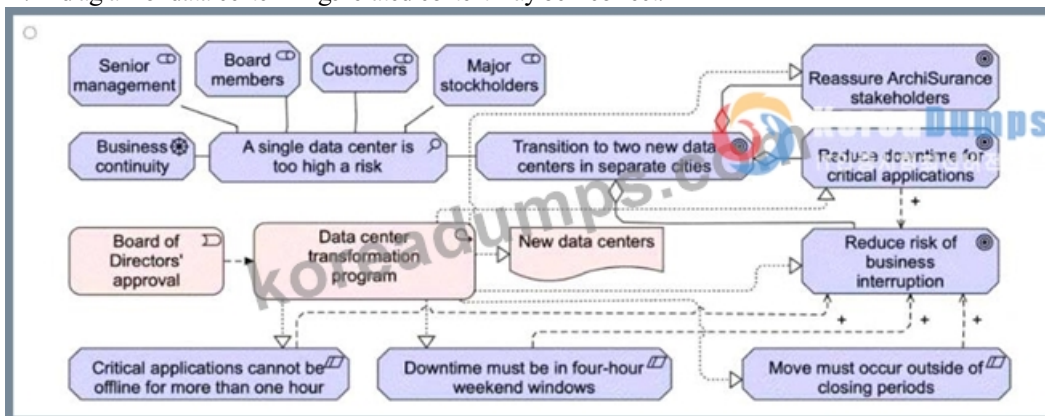 Senior
management
Board
members
Customers
Major
stockholders
Reassure ArchiSurance
stakeholders
Business
continuity
A single data center is
too high a risk
Transition to two new data
centers in separate cities
Reduce downtime for
critical applications
Board of
Directors'
approval
Data center
transformation
program
New data centers
Reduce risk of
business
interruption
+
+
+
+
Critical applications cannot be
offline for more than one hour
Downtime must be in four-hour
weekend windows
Move must occur outside of
closing periods
KoreaDumps
koreadumps.com